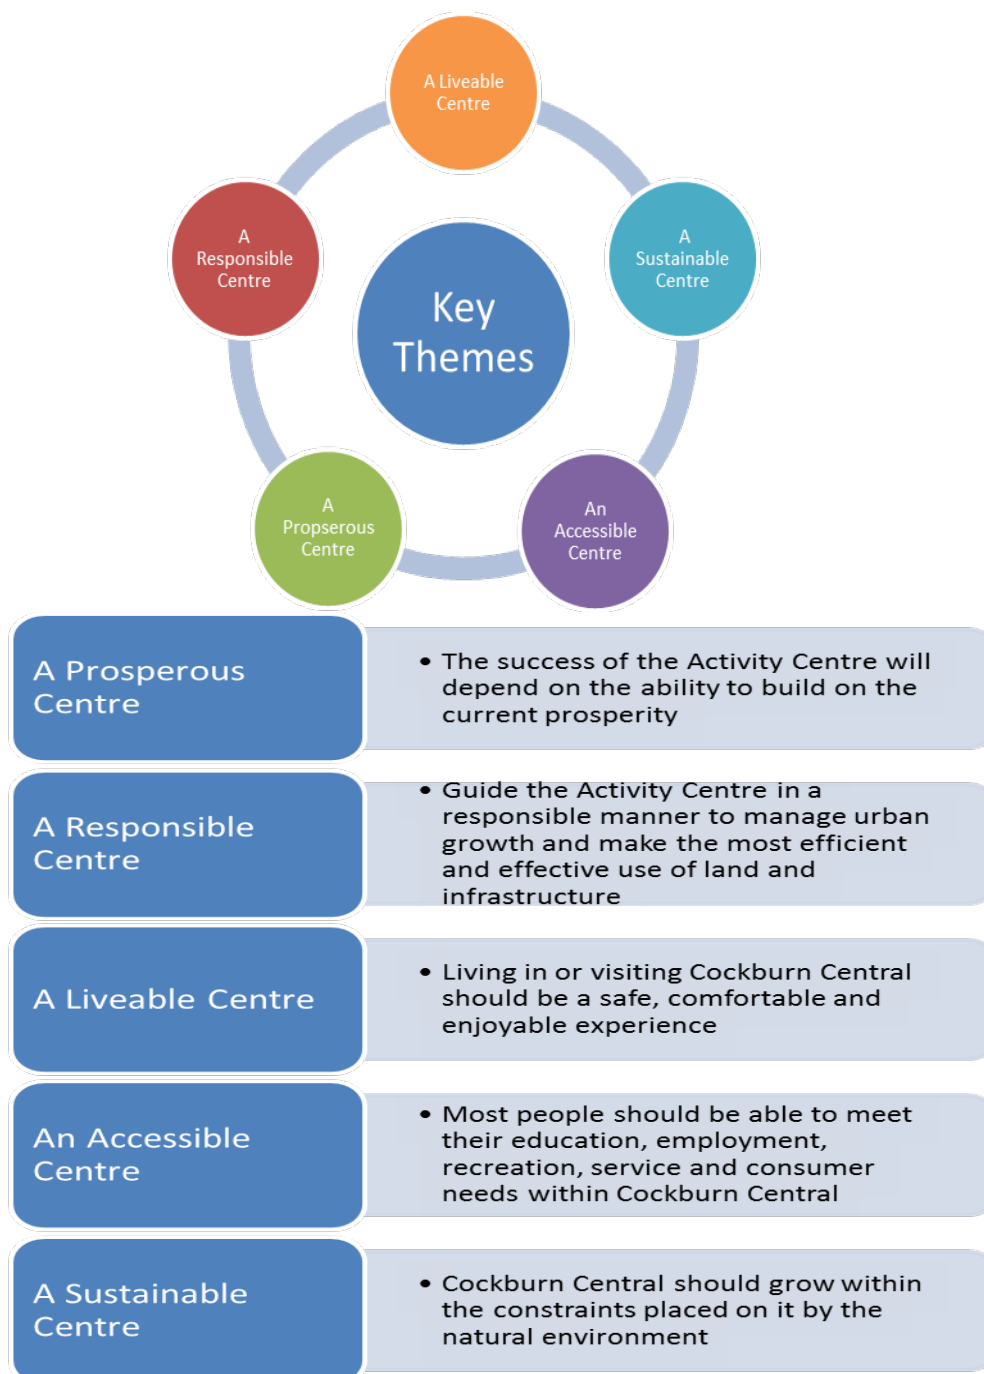 A Liveable
Centre
A
Responsible
Centre
A
Sustainable
Centre
Key
Themes
A
Propserous
Centre
An
Accessible
Centre
A Prosperous
Centre
• The success of the Activity Centre will
depend on the ability to build on the
current prosperity
A Responsible
Centre
• Guide the Activity Centre in a
responsible manner to manage urban
growth and make the most efficient
and effective use of land and
infrastructure
A Liveable Centre
• Living in or visiting Cockburn Central
should be a safe, comfortable and
enjoyable experience
An Accessible
Centre
• Most people should be able to meet
their education, employment,
recreation, service and consumer
needs within Cockburn Central
A Sustainable
Centre
• Cockburn Central should grow within
the constraints placed on it by the
natural environment